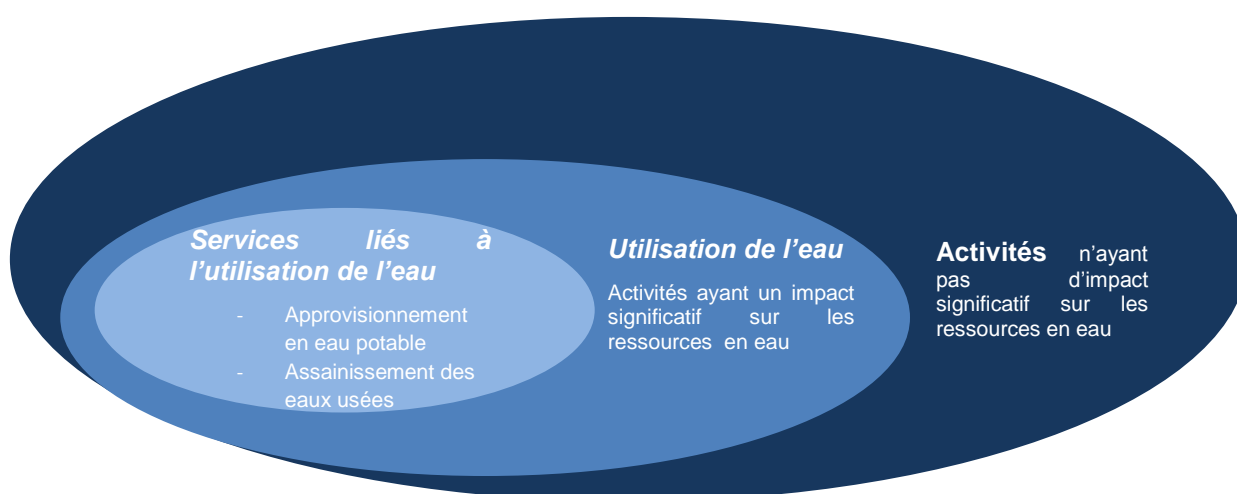 Services liés à
l'utilisation de l'eau
- Approvisionnement
en eau potable
- Assainissement des
eaux usées
Utilisation de l'eau
Activités ayant un impact
significatif sur les
ressources en eau
Activités n'ayant
pas d'impact
significatif sur les
ressources en eau